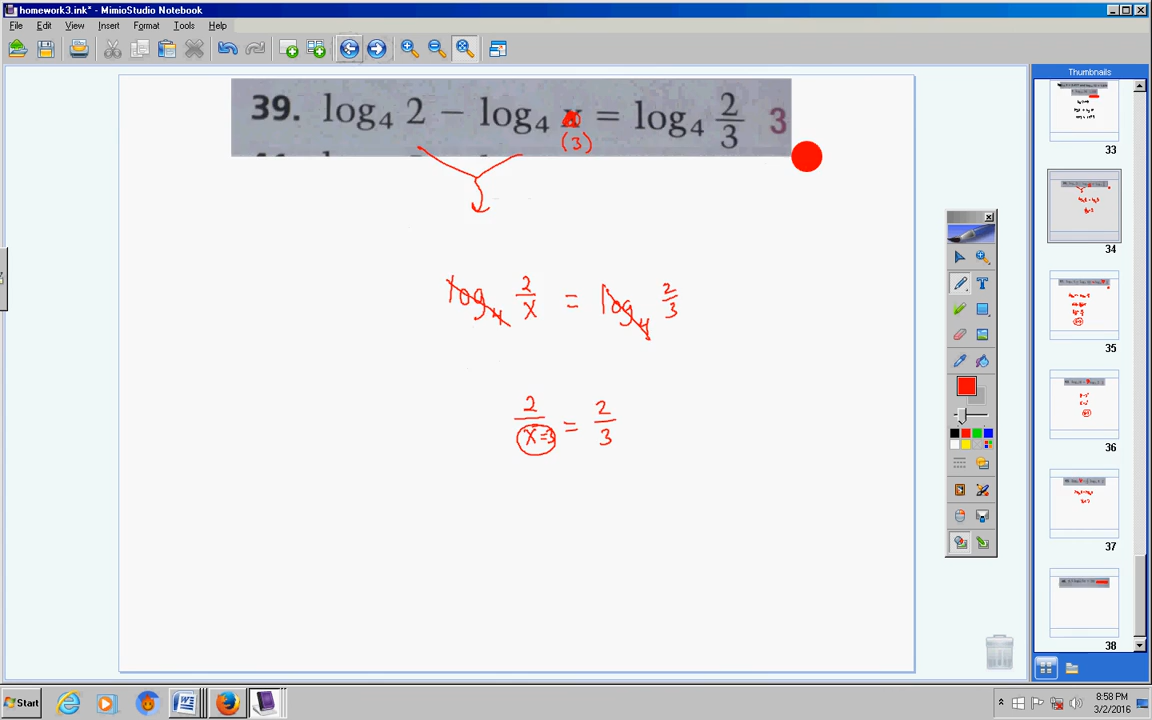 homework3.ink* - MimioStudio Notebook
File Edit View Insert Format Tools Help
Thumbnails
39. log₄ 2 − log₄ x = log₄ 2/3 3
(3)
log₄ 2/x = log₄ 2/3
2/x=3 = 2/3
33
34
35
36
37
38
T
Start
8:58 PM
3/2/2016